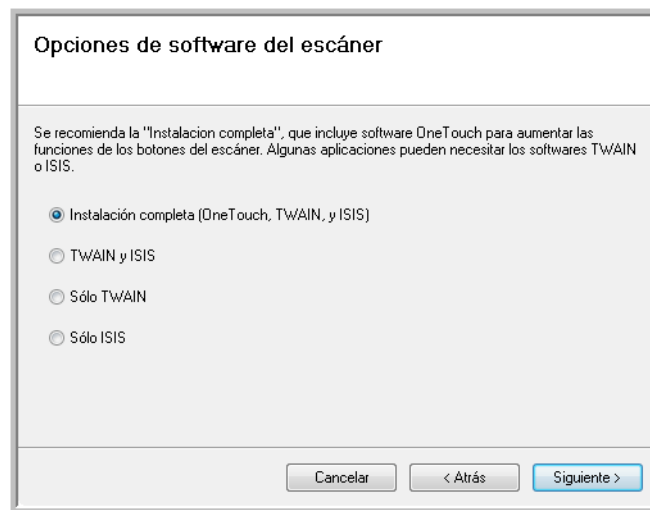 Opciones de software del escáner
Se recomienda la "Instalacion completa", que incluye software OneTouch para aumentar las
funciones de los botones del escáner. Algunas aplicaciones pueden necesitar los softwares TWAIN
o ISIS.
Instalación completa (OneTouch, TWAIN, y ISIS)
TWAIN y ISIS
Sólo TWAIN
Sólo ISIS
Cancelar < Atrás Siguiente >